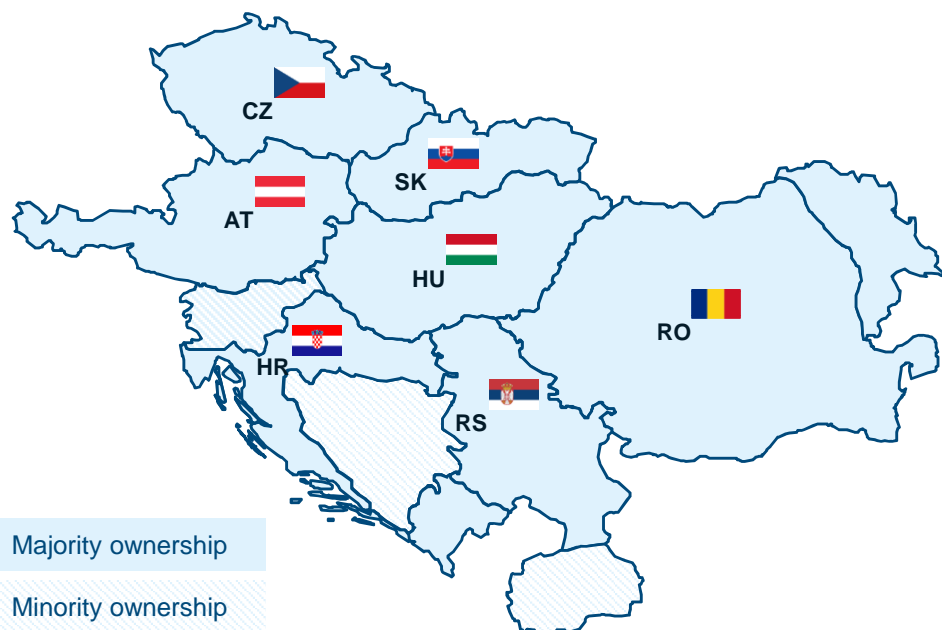 CZ
SK
AT
HU
RO
HR
RS
Majority ownership
Minority ownership